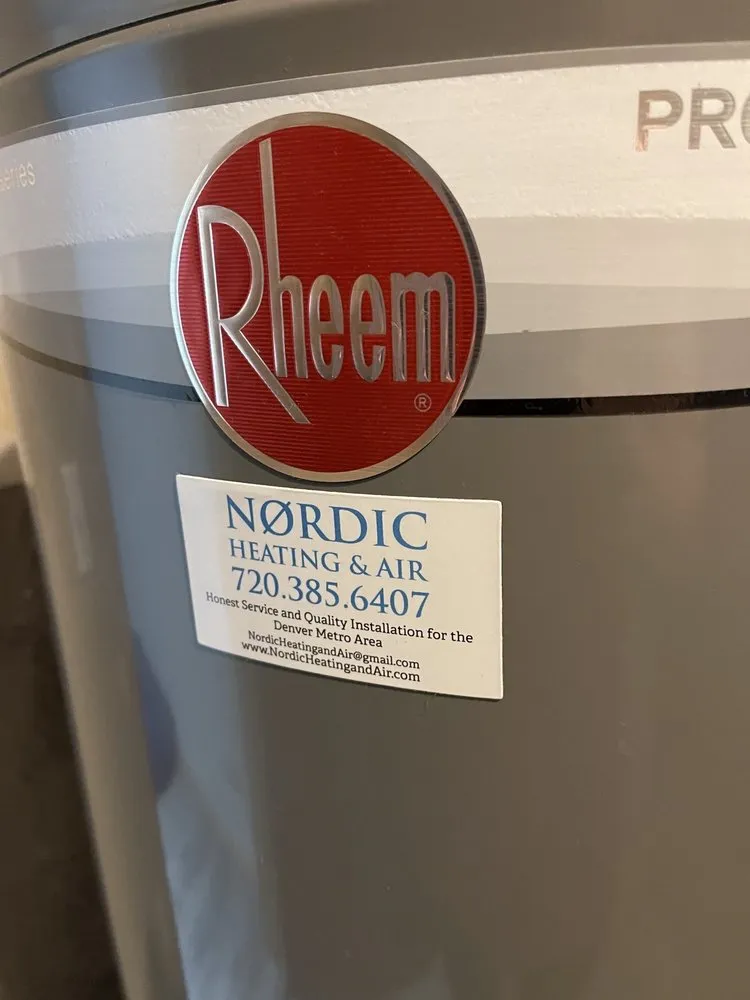 PRO
series
Rheem
®
NØRDIC
HEATING & AIR
720.385.6407
Honest Service and Quality Installation for the
Denver Metro Area
NordicHeatingandAir@gmail.com
www.NordicHeatingandAir.com